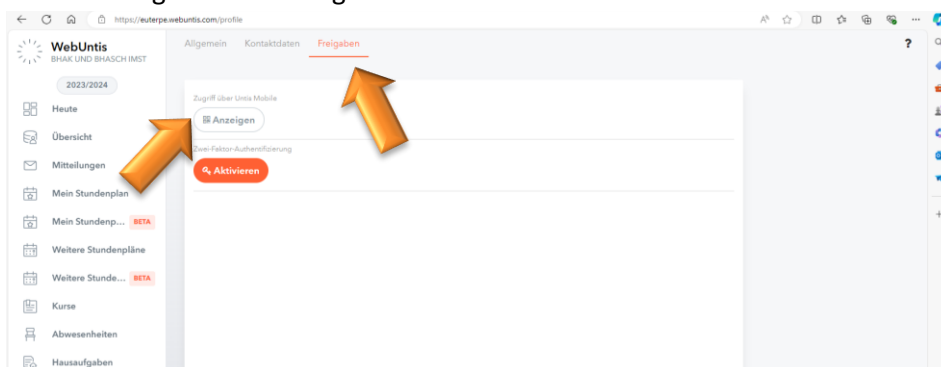 https://euterpe.webuntis.com/profile
WebUntis
BHAK UND BHASCH IMST
2023/2024
Heute
Übersicht
Mitteilungen
Mein Stundenplan
Mein Stundenp... BETA
Weitere Stundenpläne
Weitere Stunde... BETA
Kurse
Abwesenheiten
Hausaufgaben
Allgemein Kontaktdaten Freigaben
?
Zugriff über Untis Mobile
Anzeigen
Zwei-Faktor-Authentifizierung
Aktivieren